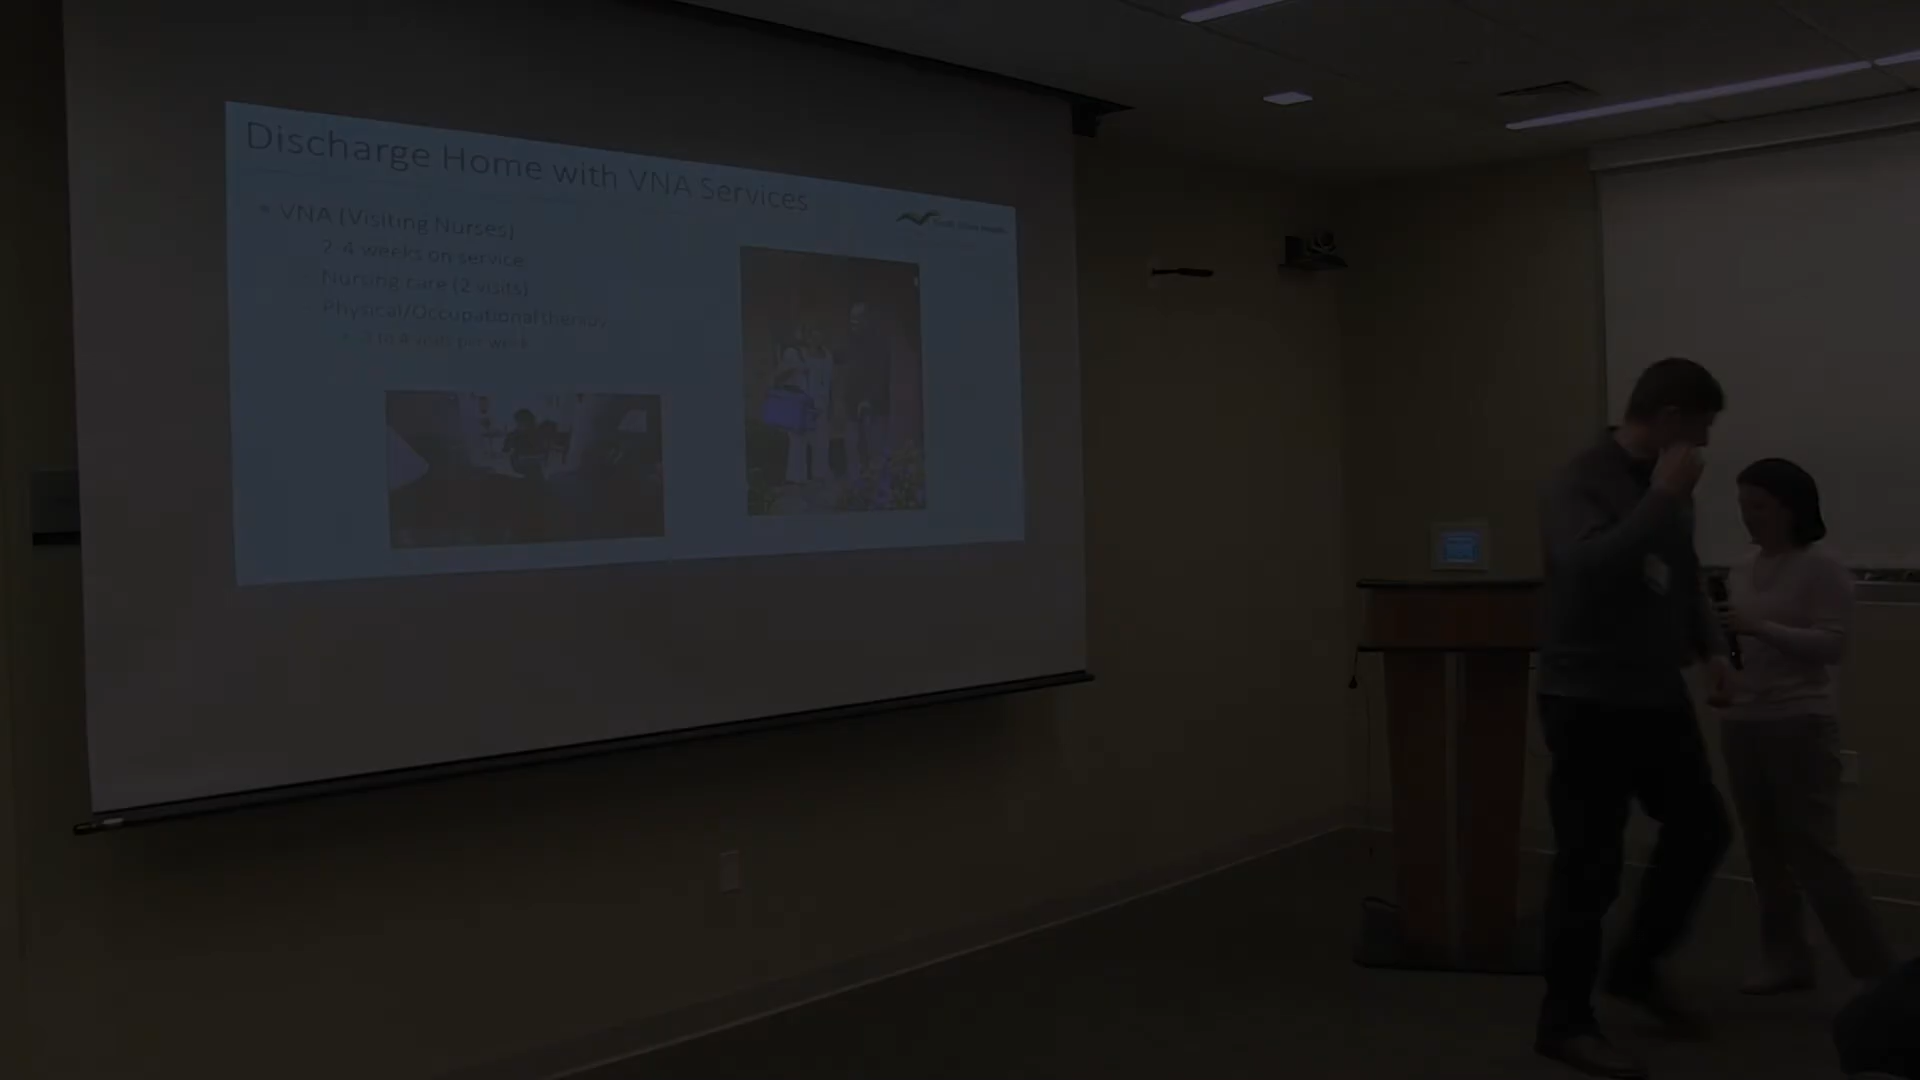 Discharge Home with VNA Services
• VNA (Visiting Nurses)
2-4 weeks on service
Nursing care (2 visits)
Physical/Occupational therapy